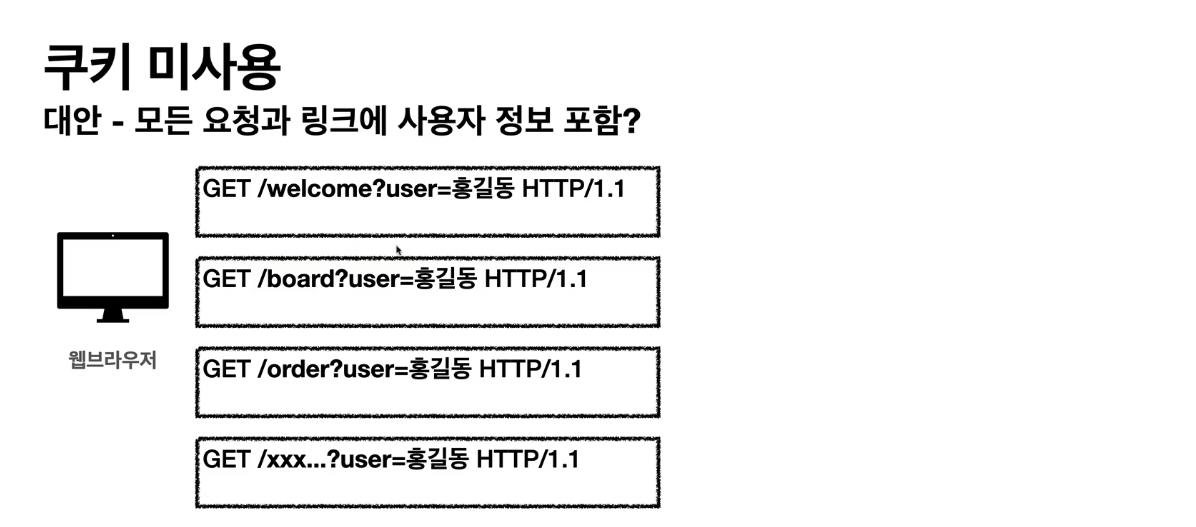 쿠키 미사용
대안 - 모든 요청과 링크에 사용자 정보 포함?
GET /welcome?user=홍길동 HTTP/1.1
GET /board?user=홍길동 HTTP/1.1
웹브라우저
GET /order?user=홍길동 HTTP/1.1
GET /xxx...?user=홍길동 HTTP/1.1